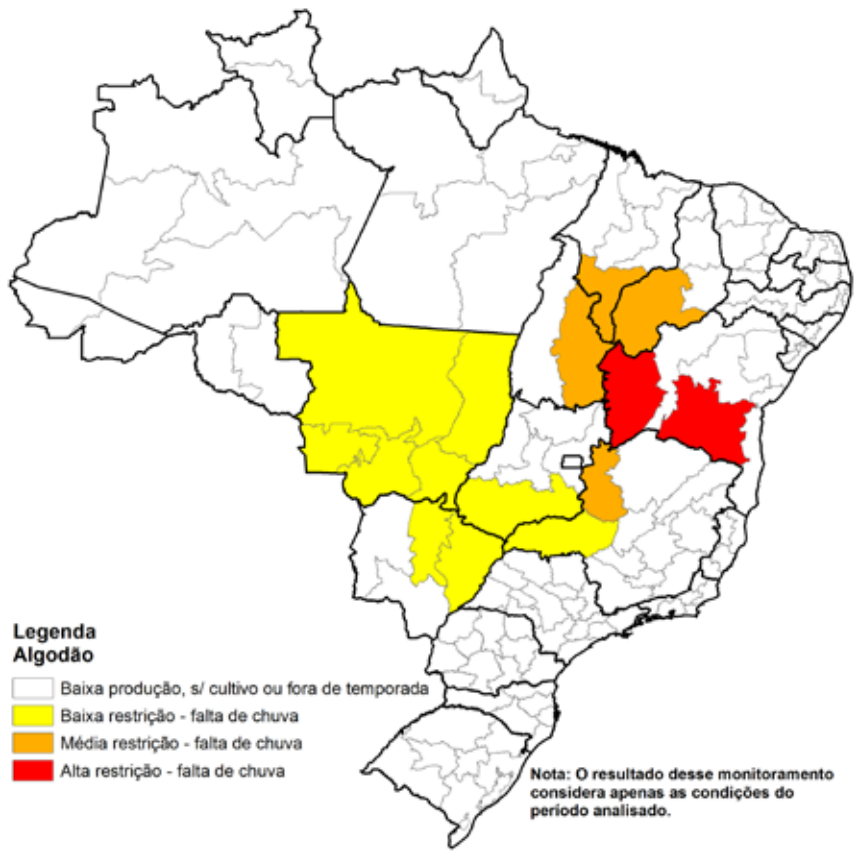 Legenda
Algodão
Baixa produção, s/ cultivo ou fora de temporada
Baixa restrição - falta de chuva
Média restrição - falta de chuva
Alta restrição - falta de chuva
Nota: O resultado desse monitoramento
considera apenas as condições do
período analisado.